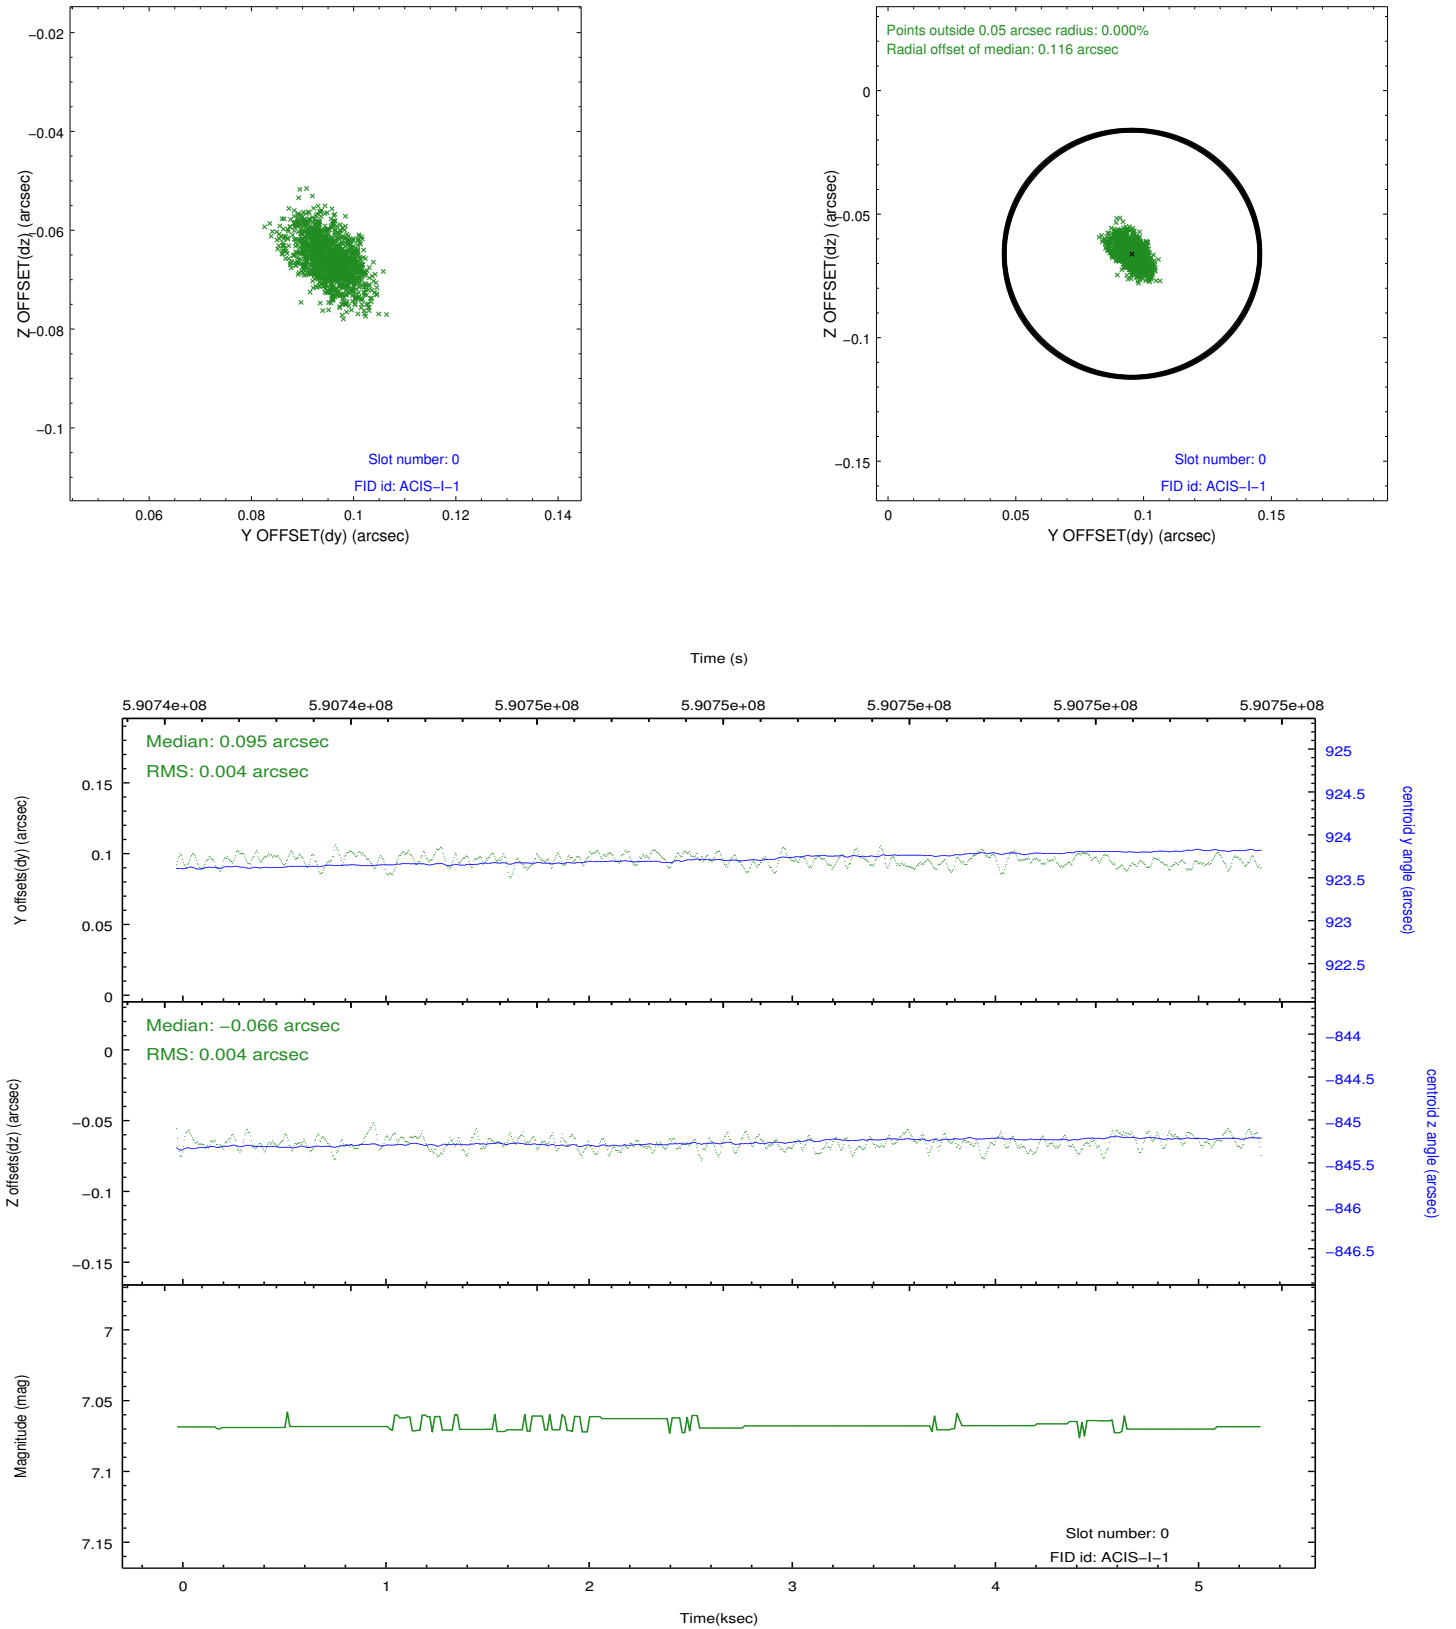 −0.02
−0.04
−0.06
−0.08
−0.1
Z OFFSET(dz) (arcsec)
Slot number: 0
FID id: ACIS−I−1
0.06 0.08 0.1 0.12 0.14
Y OFFSET(dy) (arcsec)
Points outside 0.05 arcsec radius: 0.000%
Radial offset of median: 0.116 arcsec
0
−0.05
−0.1
−0.15
Z OFFSET(dz) (arcsec)
Slot number: 0
FID id: ACIS−I−1
0 0.05 0.1 0.15
Y OFFSET(dy) (arcsec)
Time (s)
5.9074e+08 5.9074e+08 5.9075e+08 5.9075e+08 5.9075e+08 5.9075e+08 5.9075e+08
Median: 0.095 arcsec
RMS: 0.004 arcsec
0.15
0.1
0.05
0
Y offsets(dy) (arcsec)
925
924.5
924
923.5
923
922.5
centroid y angle (arcsec)
Median: −0.066 arcsec
RMS: 0.004 arcsec
0
−0.05
−0.1
−0.15
Z offsets(dz) (arcsec)
−844
−844.5
−845
−845.5
−846
−846.5
centroid z angle (arcsec)
7
7.05
7.1
7.15
Magnitude (mag)
Slot number: 0
FID id: ACIS−I−1
0 1 2 3 4 5
Time(ksec)